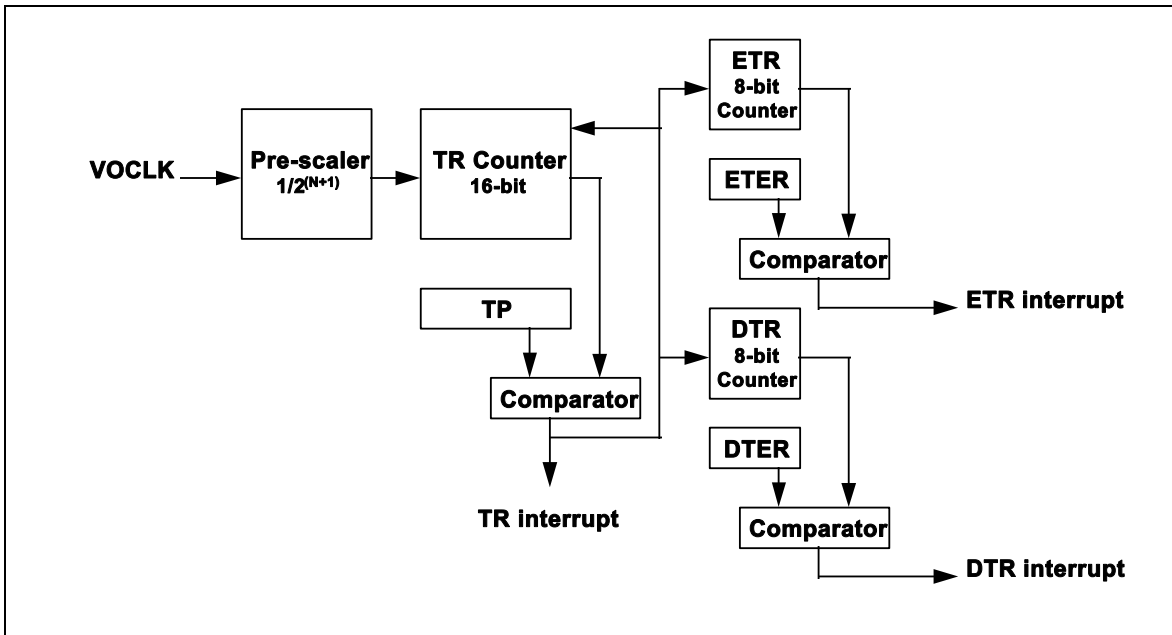 VOCLK
Pre-scaler
1/2(N+1)
TR Counter
16-bit
TP
Comparator
TR interrupt
ETR
8-bit
Counter
ETER
Comparator
ETR interrupt
DTR
8-bit
Counter
DTER
Comparator
DTR interrupt